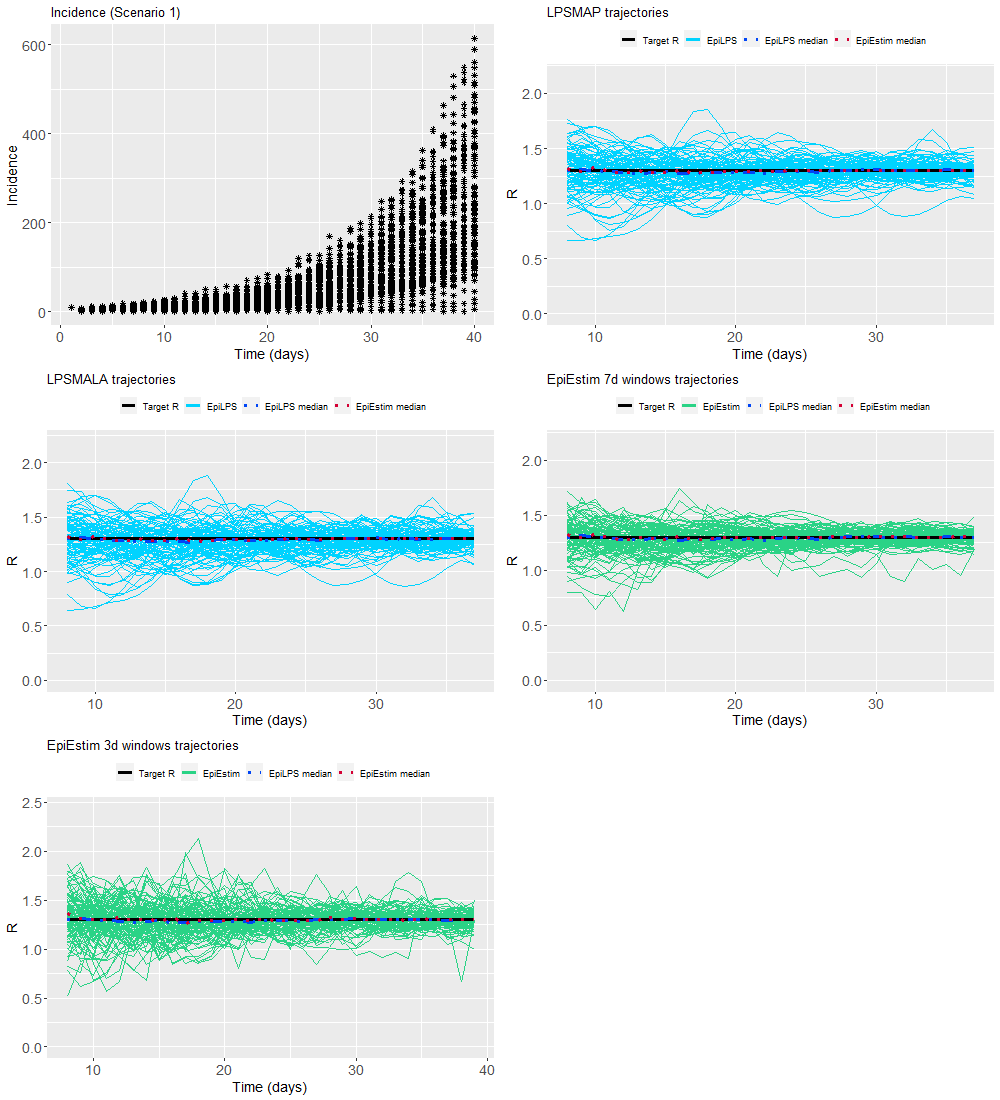 Incidence (Scenario 1)
Incidence
600
400
200
0
0 10 20 30 40
Time (days)
LPSMAP trajectories
Target R EpiLPS EpiLPS median EpiEstim median
R
2.0
1.5
1.0
0.5
0.0
10 20 30
Time (days)
LPSMALA trajectories
Target R EpiLPS EpiLPS median EpiEstim median
R
2.0
1.5
1.0
0.5
0.0
10 20 30
Time (days)
EpiEstim 7d windows trajectories
Target R EpiEstim EpiLPS median EpiEstim median
R
2.0
1.5
1.0
0.5
0.0
10 20 30
Time (days)
EpiEstim 3d windows trajectories
Target R EpiEstim EpiLPS median EpiEstim median
R
2.5
2.0
1.5
1.0
0.5
0.0
10 20 30 40
Time (days)